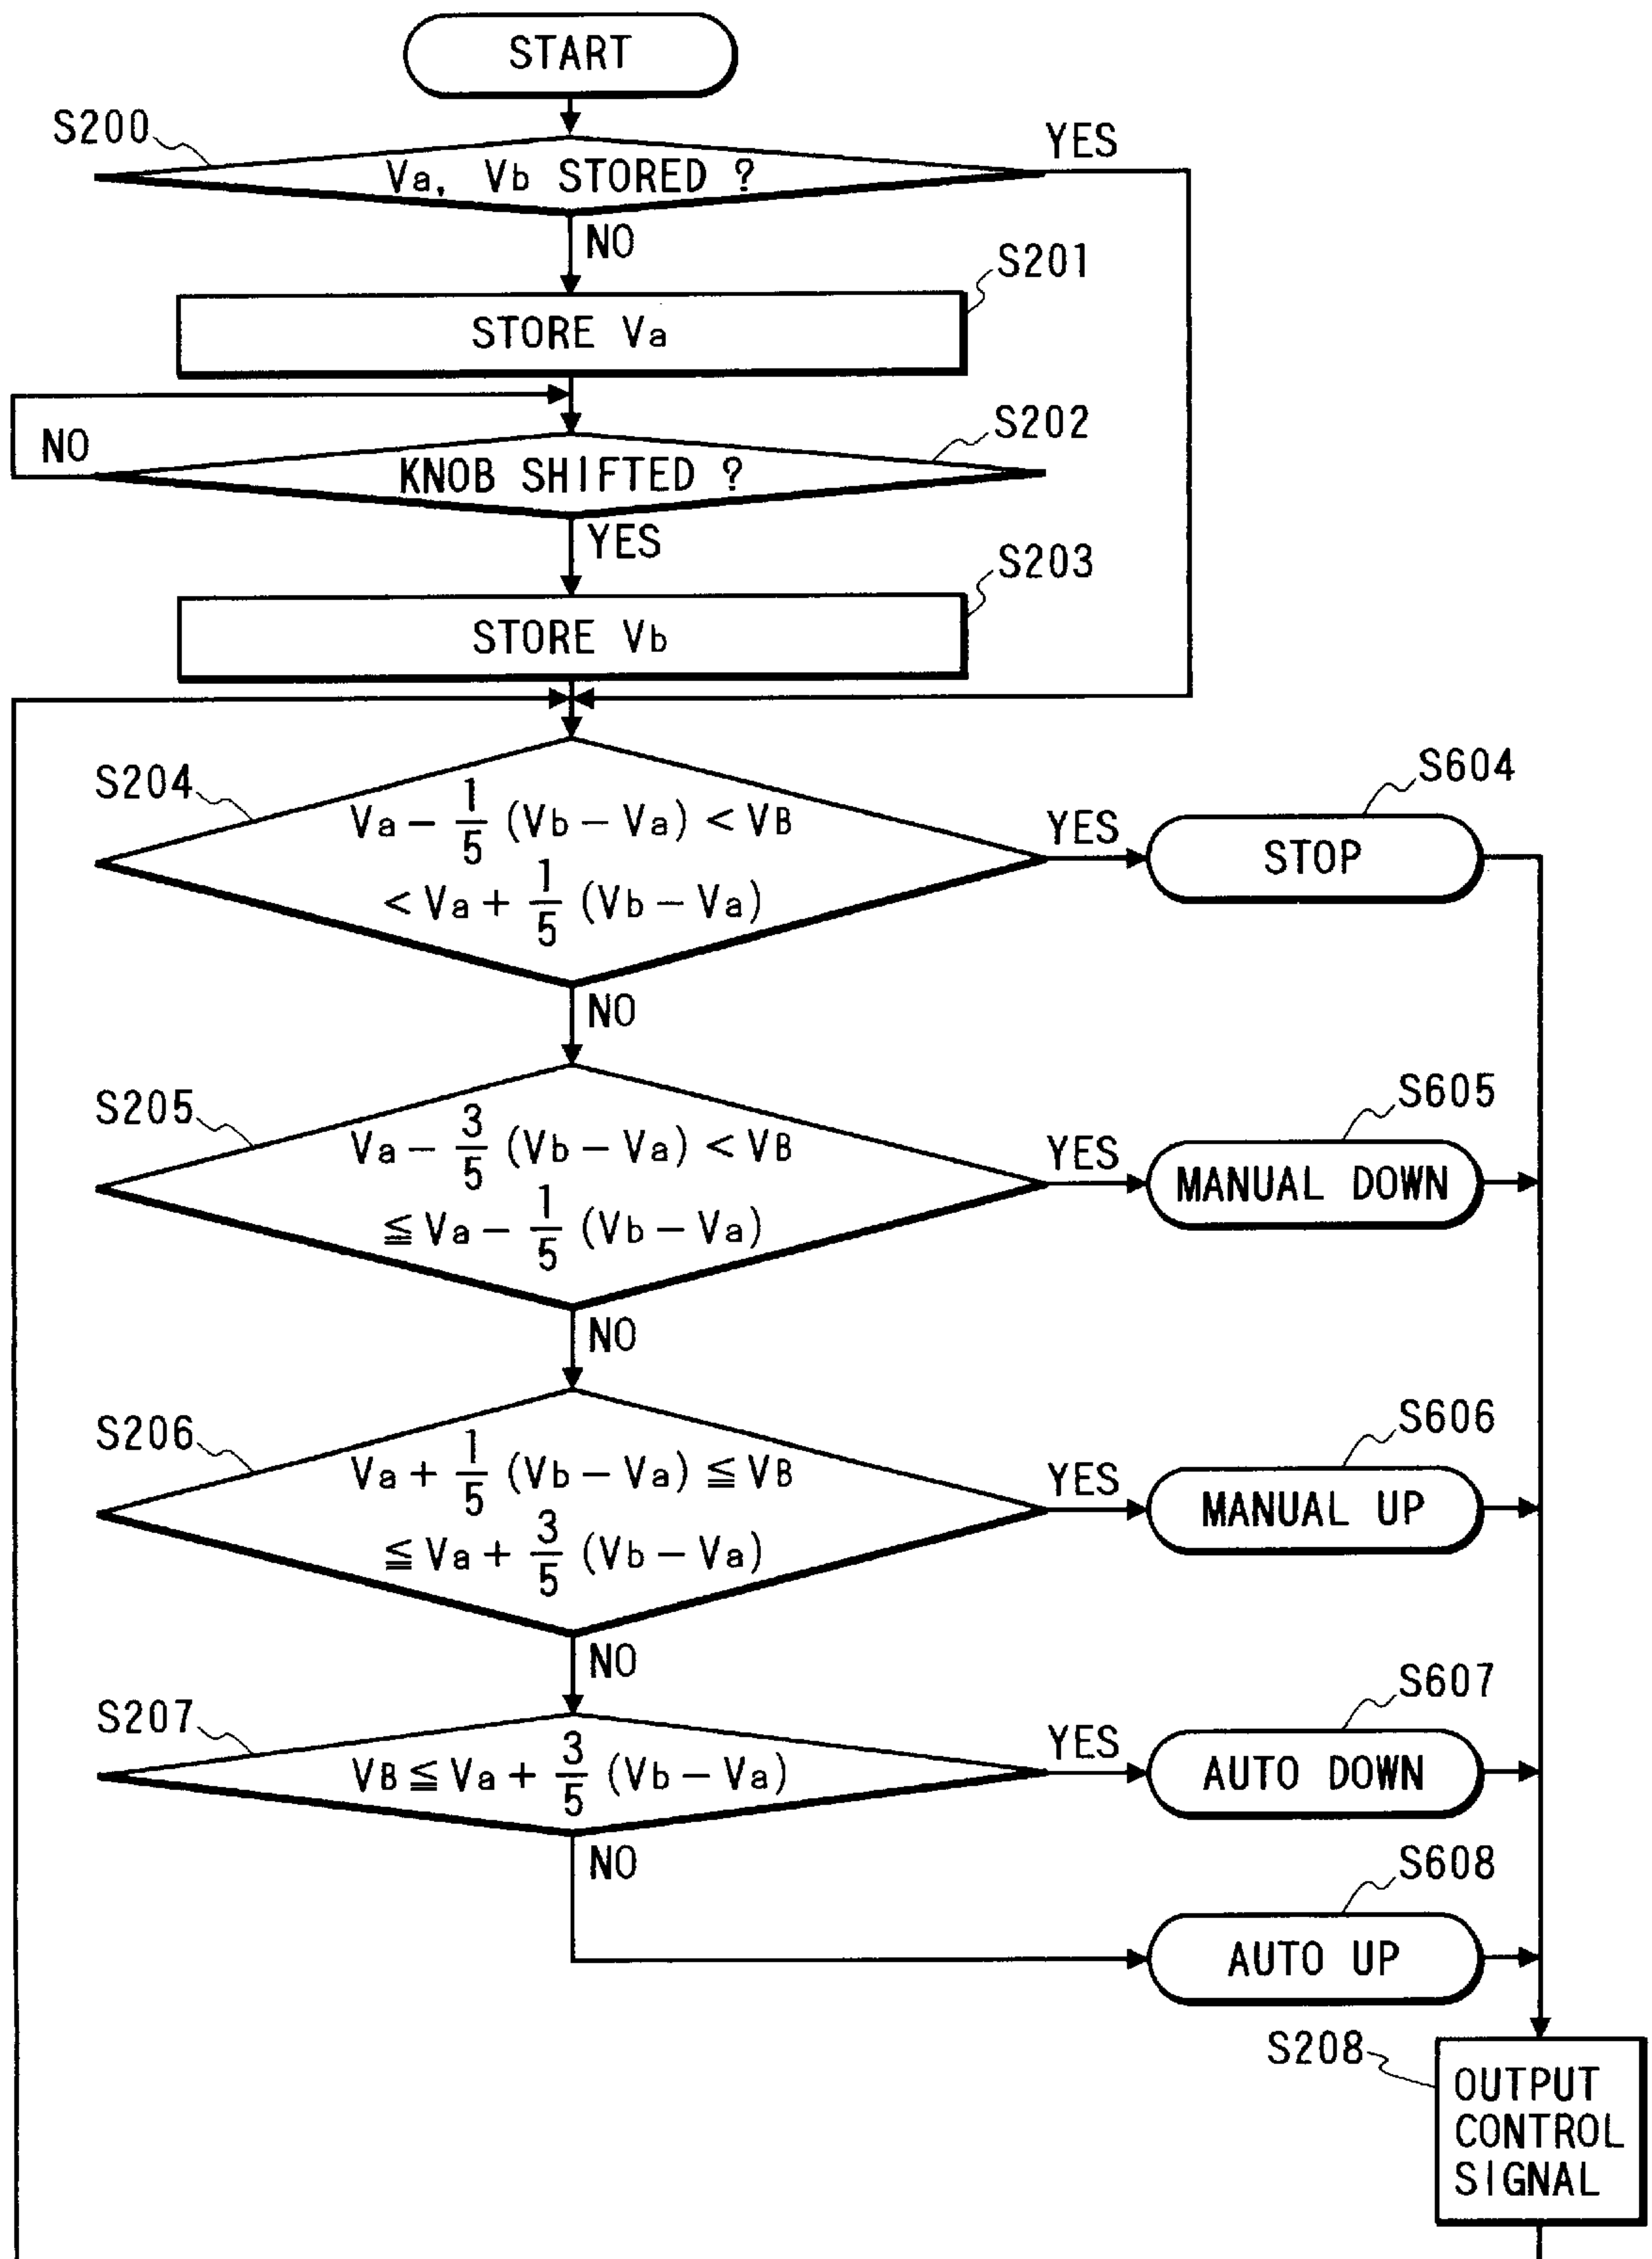 START
S200
Va, Vb STORED ?
YES
NO
S201
STORE Va
S202
NO
KNOB SHIFTED ?
YES
S203
STORE Vb
S204
Va − 1/5 (Vb − Va) < VB
< Va + 1/5 (Vb − Va)
YES
S604
STOP
NO
S205
Va − 3/5 (Vb − Va) < VB
≦ Va − 1/5 (Vb − Va)
YES
S605
MANUAL DOWN
NO
S206
Va + 1/5 (Vb − Va) ≦ VB
≦ Va + 3/5 (Vb − Va)
YES
S606
MANUAL UP
NO
S207
VB ≦ Va + 3/5 (Vb − Va)
YES
S607
AUTO DOWN
NO
S608
AUTO UP
S208
OUTPUT
CONTROL
SIGNAL